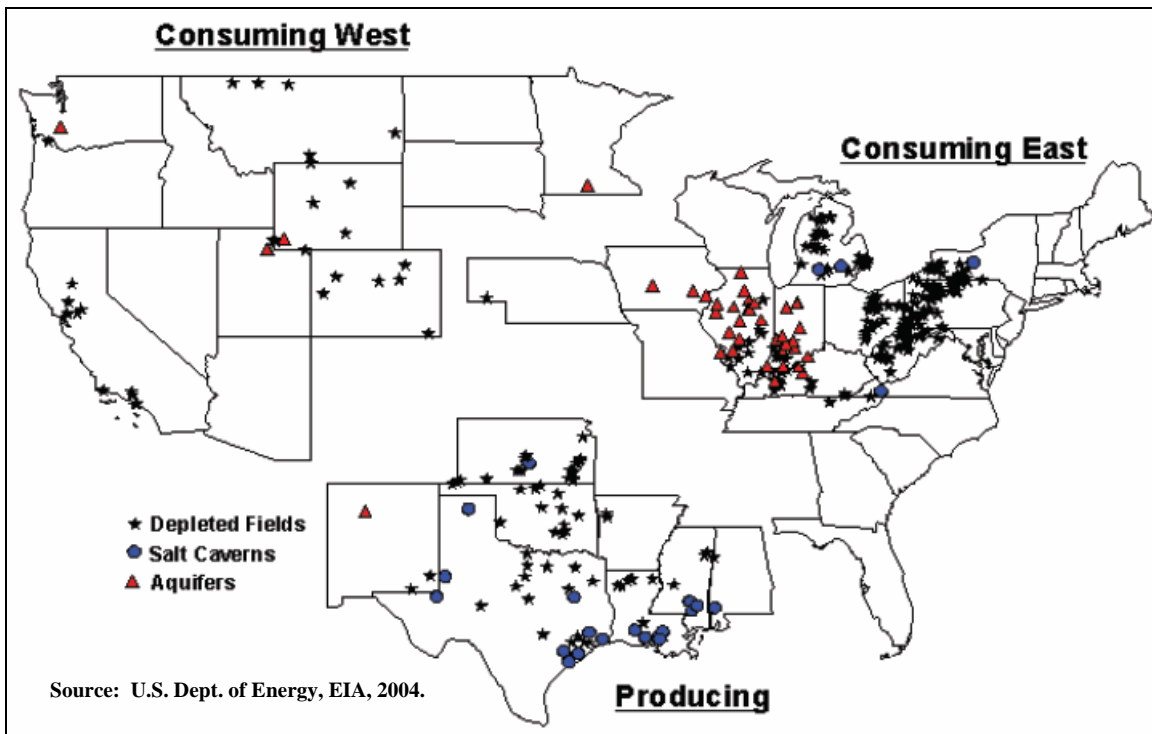 Consuming West
Consuming East
Depleted Fields
Salt Caverns
Aquifers
Source:  U.S. Dept. of Energy, EIA, 2004.
Producing